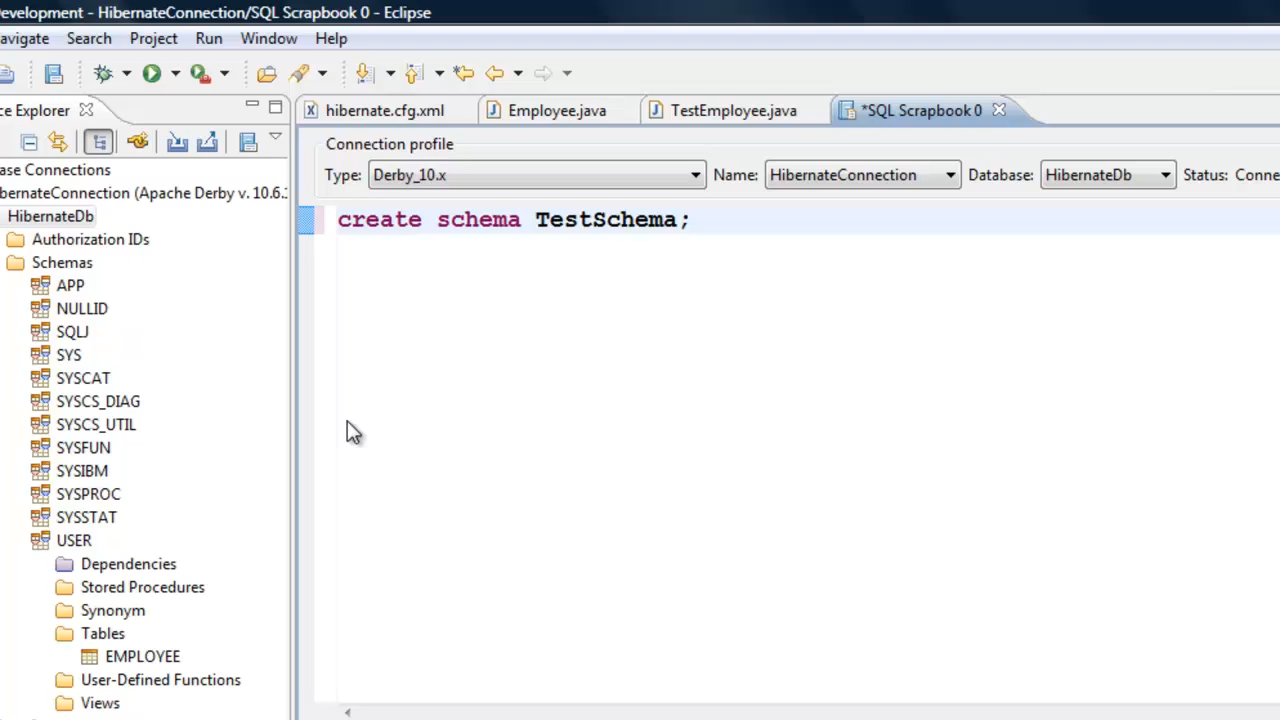 Development - HibernateConnection/SQL Scrapbook 0 - Eclipse
avigate Search Project Run Window Help
ce Explorer
hibernate.cfg.xml Employee.java TestEmployee.java *SQL Scrapbook 0
Connection profile
Type: Derby_10.x Name: HibernateConnection Database: HibernateDb Status: Conne
ase Connections
ibernateConnection (Apache Derby v. 10.6.
HibernateDb
create schema TestSchema;
Authorization IDs
Schemas
APP
NULLID
SQLJ
SYS
SYSCAT
SYSCS_DIAG
SYSCS_UTIL
SYSFUN
SYSIBM
SYSPROC
SYSSTAT
USER
Dependencies
Stored Procedures
Synonym
Tables
EMPLOYEE
User-Defined Functions
Views